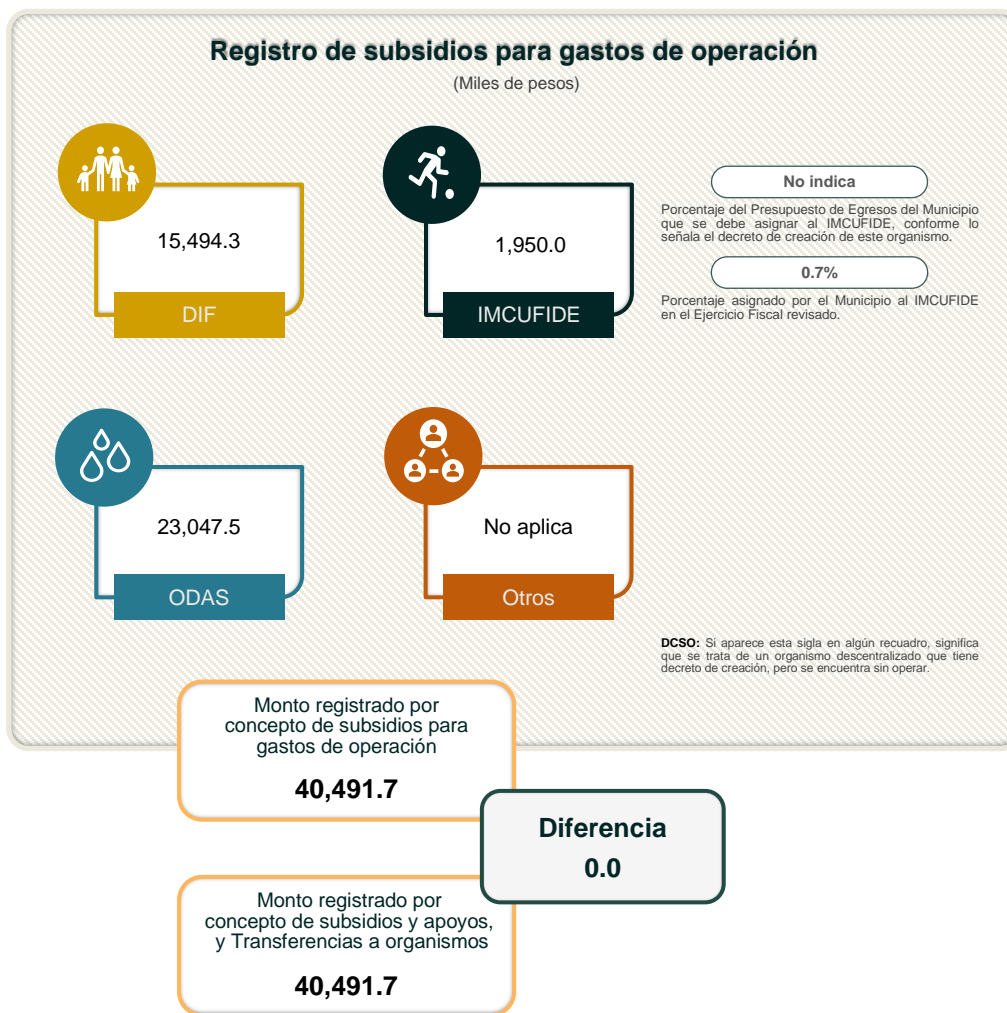 Registro de subsidios para gastos de operación
(Miles de pesos)
15,494.3
DIF
1,950.0
IMCUFIDE
No indica
Porcentaje del Presupuesto de Egresos del Municipio
que se debe asignar al IMCUFIDE, conforme lo
señala el decreto de creación de este organismo.
0.7%
Porcentaje asignado por el Municipio al IMCUFIDE
en el Ejercicio Fiscal revisado.
23,047.5
ODAS
No aplica
Otros
DCSO: Si aparece esta sigla en algún recuadro, significa
que se trata de un organismo descentralizado que tiene
decreto de creación, pero se encuentra sin operar.
Monto registrado por
concepto de subsidios para
gastos de operación
40,491.7
Diferencia
0.0
Monto registrado por
concepto de subsidios y apoyos,
y Transferencias a organismos
40,491.7